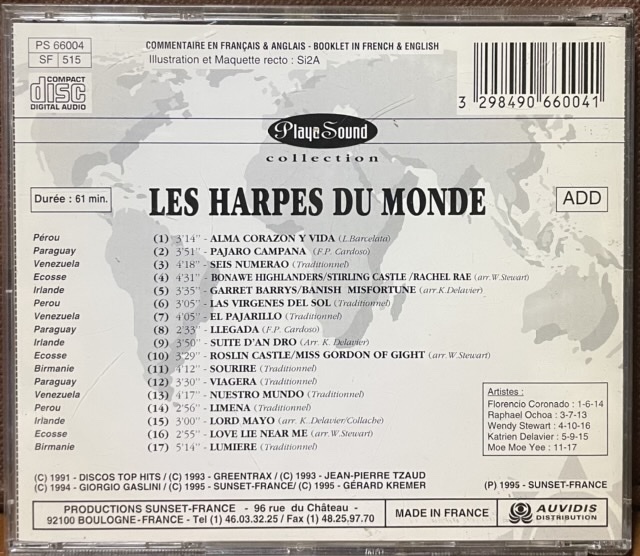 PS 66004
SF 515
COMMENTAIRE EN FRANÇAIS & ANGLAIS - BOOKLET IN FRENCH & ENGLISH
Illustration et Maquette recto : Si2A
COMPACT
disc
DIGITAL AUDIO
3 298490 660041
Playa Sound
collection
Durée : 61 min.
LES HARPES DU MONDE
ADD
Pérou (1) 3'14" - ALMA CORAZON Y VIDA (L.Barcelata)
Paraguay (2) 3'51" - PAJARO CAMPANA (F.P. Cardoso)
Venezuela (3) 4'18" - SEIS NUMERAO (Traditionnel)
Ecosse (4) 4'31" - BONAWE HIGHLANDERS/STIRLING CASTLE /RACHEL RAE (arr.W.Stewart)
Irlande (5) 3'35" - GARRET BARRYS/BANISH MISFORTUNE (arr.K.Delavier)
Perou (6) 3'05" - LAS VIRGENES DEL SOL (Traditionnel)
Venezuela (7) 4'05" - EL PAJARILLO (Traditionnel)
Paraguay (8) 2'33" - LLEGADA (F.P. Cardoso)
Irlande (9) 3'50" - SUITE D'AN DRO (Arr. K. Delavier)
Ecosse (10) 3'29" - ROSLIN CASTLE/MISS GORDON OF GIGHT (arr.W.Stewart)
Birmanie (11) 4'12" - SOURIRE (Traditionnel)
Paraguay (12) 3'30" - VIAGERA (Traditionnel)
Venezuela (13) 4'17" - NUESTRO MUNDO (Traditionnel)
Perou (14) 2'56" - LIMENA (Traditionnel)
Irlande (15) 3'00" - LORD MAYO (arr. K..Delavier/Collache)
Ecosse (16) 2'55" - LOVE LIE NEAR ME (arr.W.Stewart)
Birmanie (17) 5'14" - LUMIERE (Traditionnel)
Artistes :
Florencio Coronado : 1-6-14
Raphael Ochoa : 3-7-13
Wendy Stewart : 4-10-16
Katrien Delavier : 5-9-15
Moe Moe Yee : 11-17
(C) 1991 - DISCOS TOP HITS / (C) 1993 - GREENTRAX / (C) 1993 - JEAN-PIERRE TZAUD
(C) 1994 - GIORGIO GASLINI / (C) 1995 - SUNSET-FRANCE/ (C) 1995 - GÉRARD KREMER
(P) 1995 - SUNSET-FRANCE
PRODUCTIONS SUNSET-FRANCE - 96 rue du Château -
92100 BOULOGNE-FRANCE - Tel (1) 46.03.32.25 / Fax (1) 48.25.97.70
MADE IN FRANCE
AUVIDIS
DISTRIBUTION